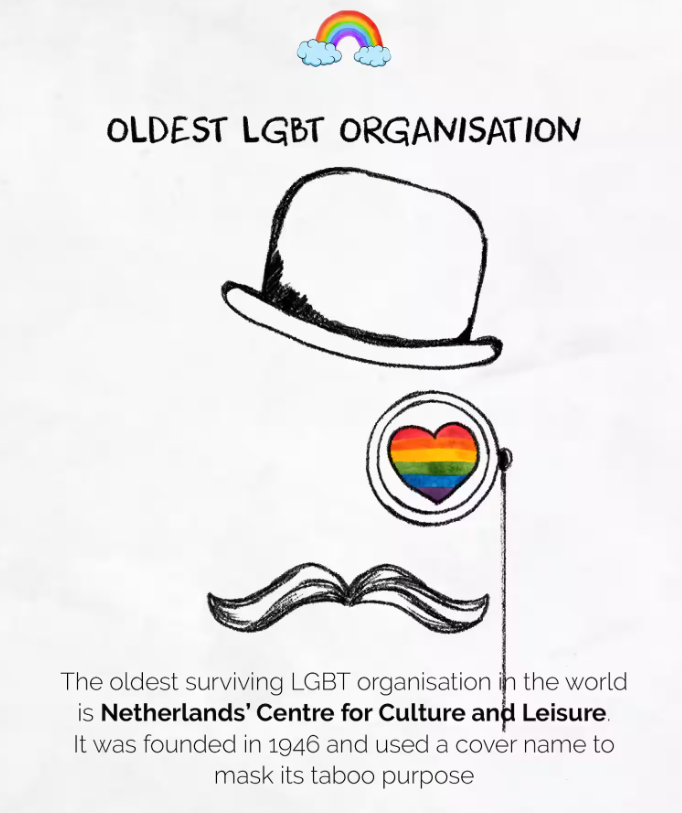 OLDEST LGBT ORGANISATION
The oldest surviving LGBT organisation in the world
is Netherlands’ Centre for Culture and Leisure.
It was founded in 1946 and used a cover name to
mask its taboo purpose